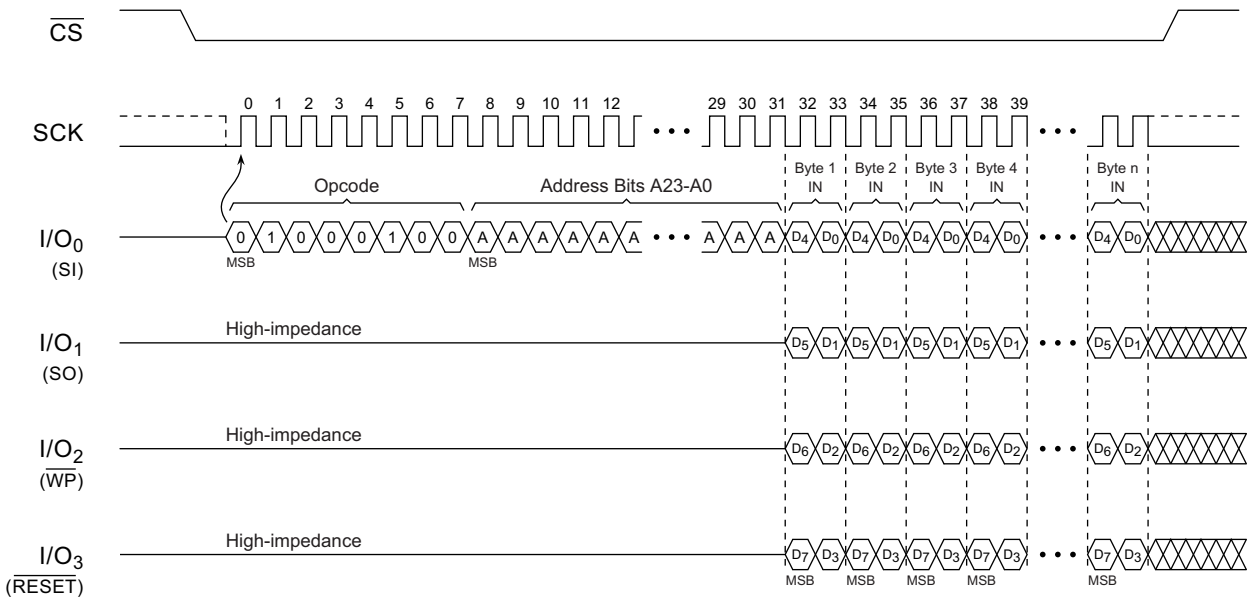 CS
0 1 2 3 4 5 6 7 8 9 10 11 12 29 30 31 32 33 34 35 36 37 38 39
SCK
Byte 1 IN Byte 2 IN Byte 3 IN Byte 4 IN Byte n IN
Opcode Address Bits A23-A0
I/O0 (SI) 0 1 0 0 0 1 0 0 A A A A A A A A A D4 D0 D4 D0 D4 D0 D4 D0 D4 D0
MSB MSB
High-impedance
I/O1 (SO) D5 D1 D5 D1 D5 D1 D5 D1 D5 D1
High-impedance
I/O2 (WP) D6 D2 D6 D2 D6 D2 D6 D2 D6 D2
High-impedance
I/O3 (RESET) D7 D3 D7 D3 D7 D3 D7 D3 D7 D3
MSB MSB MSB MSB MSB